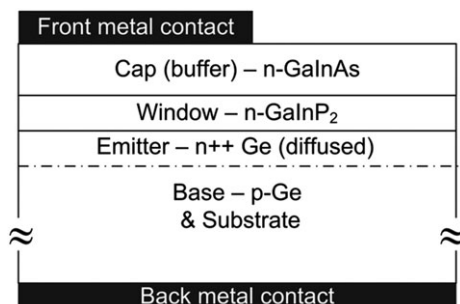 Front metal contact
Cap (buffer) – n-GaInAs
Window – n-GaInP₂
Emitter – n++ Ge (diffused)
Base – p-Ge
& Substrate
≈ ≈
Back metal contact